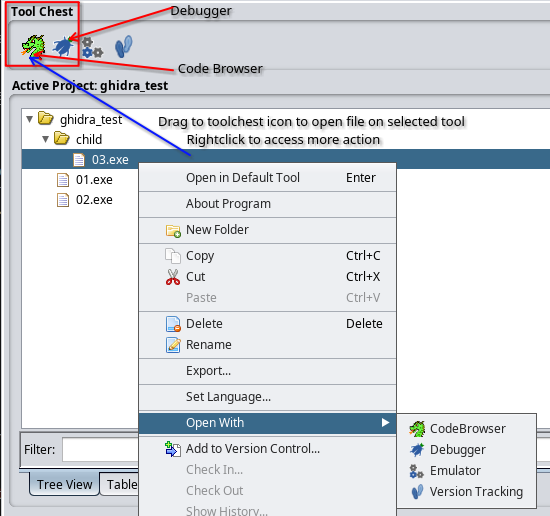 Tool Chest
Debugger
Code Browser
Active Project: ghidra_test
ghidra_test
Drag to toolchest icon to open file on selected tool
child
Rightclick to access more action
03.exe
01.exe
02.exe
Open in Default Tool Enter
About Program
New Folder
Copy Ctrl+C
Cut Ctrl+X
Paste Ctrl+V
Delete Delete
Rename
Export...
Set Language...
Open With
CodeBrowser
Debugger
Emulator
Version Tracking
Add to Version Control...
Check In...
Check Out
Show History...
Filter:
Tree View
Table